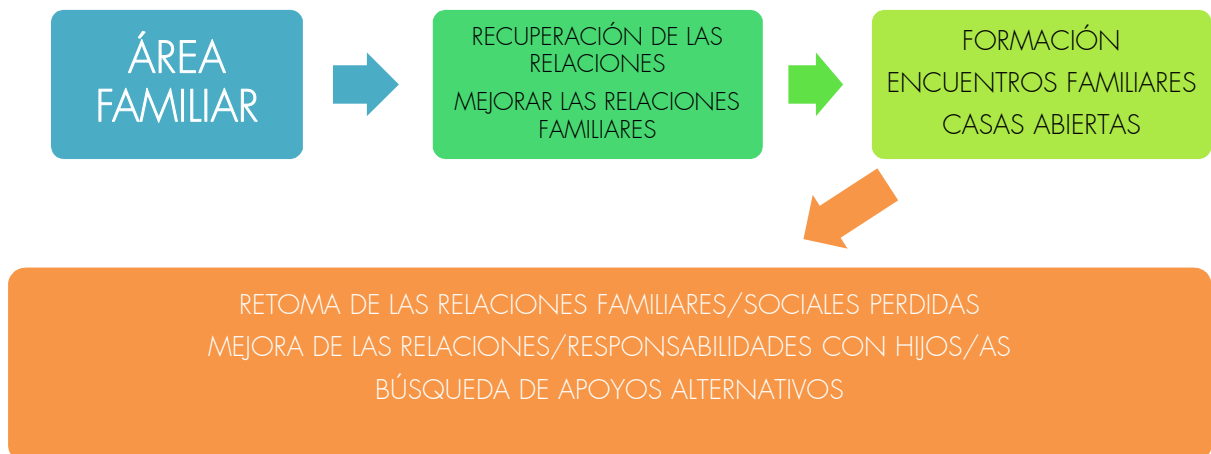 ÁREA
FAMILIAR
RECUPERACIÓN DE LAS
RELACIONES
MEJORAR LAS RELACIONES
FAMILIARES
FORMACIÓN
ENCUENTROS FAMILIARES
CASAS ABIERTAS
RETOMA DE LAS RELACIONES FAMILIARES/SOCIALES PERDIDAS
MEJORA DE LAS RELACIONES/RESPONSABILIDADES CON HIJOS/AS
BÚSQUEDA DE APOYOS ALTERNATIVOS